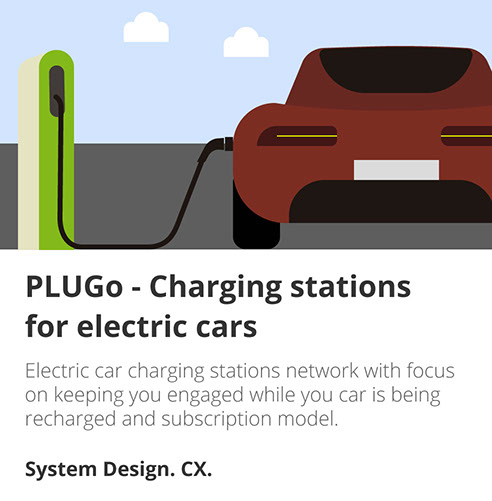 PLUGo - Charging stations
for electric cars
Electric car charging stations network with focus
on keeping you engaged while you car is being
recharged and subscription model.
System Design. CX.